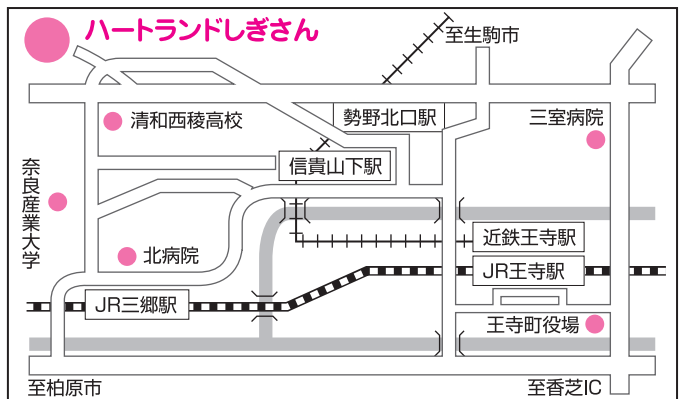 ハートランドしぎさん
至生駒市
勢野北口駅
清和西稜高校
三室病院
信貴山下駅
奈良産業大学
近鉄王寺駅
北病院
JR王寺駅
JR三郷駅
王寺町役場
至柏原市
至香芝IC